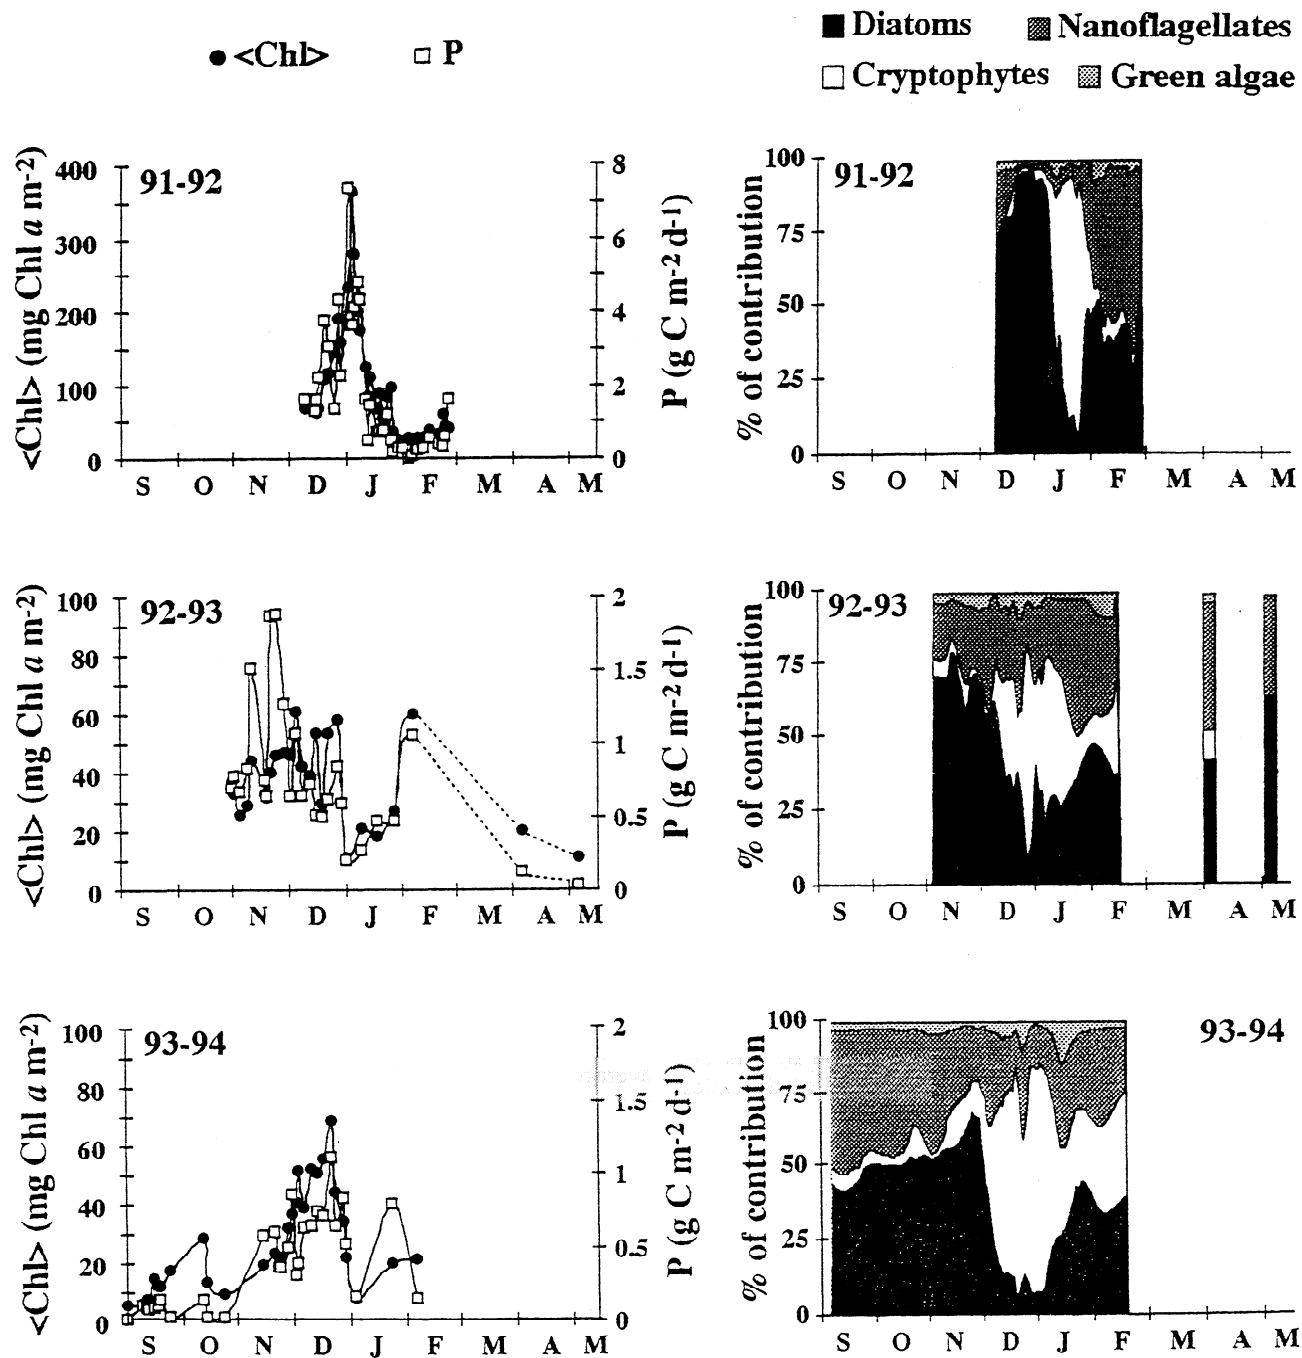 <Chl> P
Diatoms Nanoflagellates
Cryptophytes Green algae
<Chl> (mg Chl a m-2)
400
300
200
100
0
91-92
8
6
4
2
0
P (g C m-2 d-1)
S O N D J F M A M
% of contribution
100
75
50
25
0
91-92
S O N D J F M A M
<Chl> (mg Chl a m-2)
100
80
60
40
20
0
92-93
2
1.5
1
0.5
0
P (g C m-2 d-1)
S O N D J F M A M
% of contribution
100
75
50
25
0
92-93
S O N D J F M A M
<Chl> (mg Chl a m-2)
100
80
60
40
20
0
93-94
2
1.5
1
0.5
0
P (g C m-2 d-1)
S O N D J F M A M
% of contribution
100
75
50
25
0
93-94
S O N D J F M A M